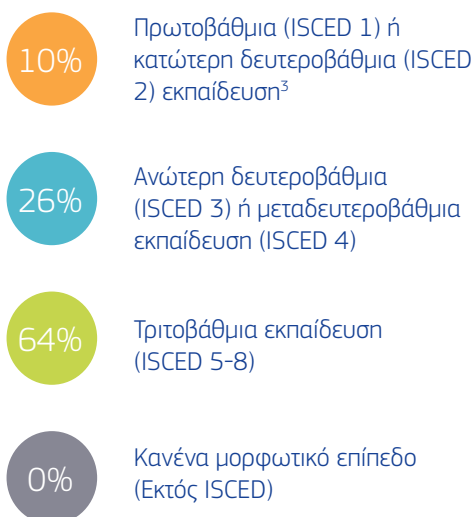 10%
Πρωτοβάθμια (ISCED 1) ή
κατώτερη δευτεροβάθμια (ISCED
2) εκπαίδευση³
26%
Ανώτερη δευτεροβάθμια
(ISCED 3) ή μεταδευτεροβάθμια
εκπαίδευση (ISCED 4)
64%
Τριτοβάθμια εκπαίδευση
(ISCED 5-8)
0%
Κανένα μορφωτικό επίπεδο
(Εκτός ISCED)